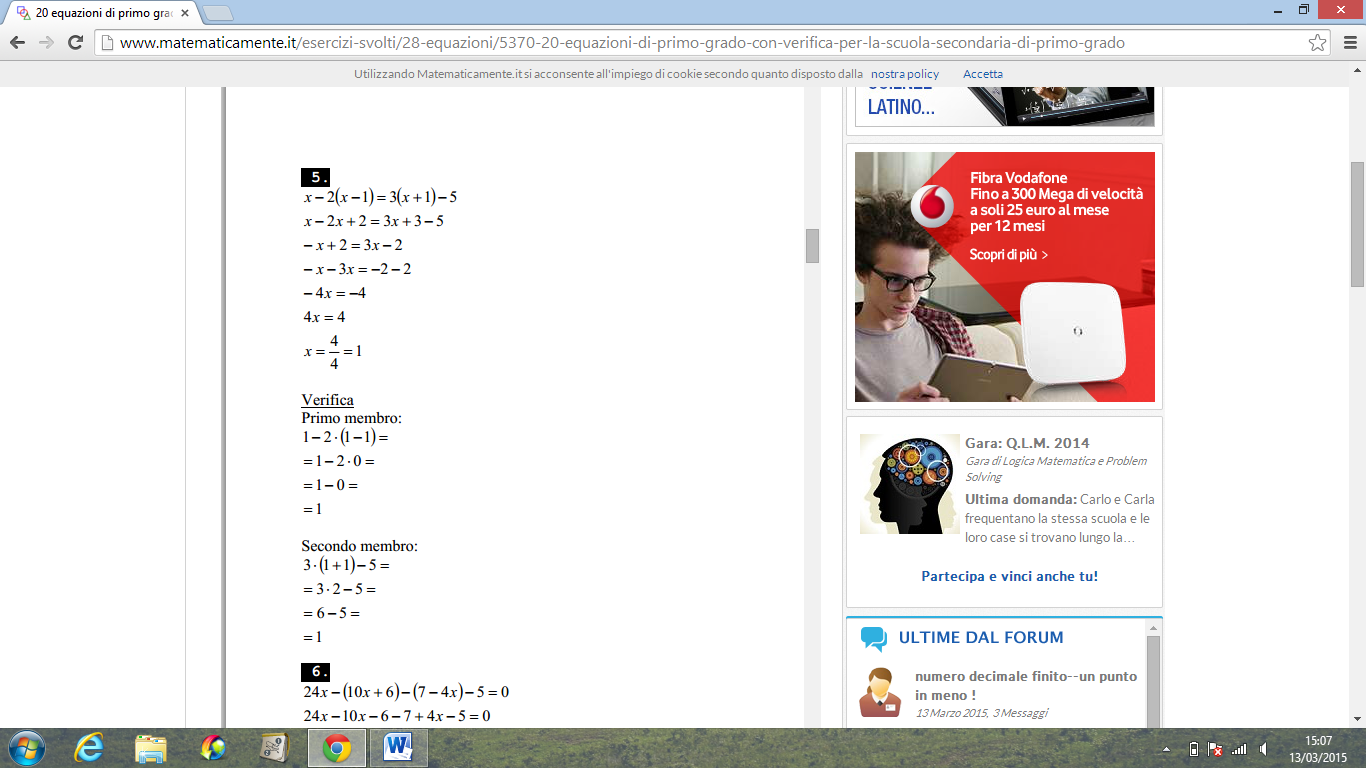 20 equazioni di primo grad
www.matematicamente.it/esercizi-svolti/28-equazioni/5370-20-equazioni-di-primo-grado-con-verifica-per-la-scuola-secondaria-di-primo-grado
Utilizzando Matematicamente.it si acconsente all'impiego di cookie secondo quanto disposto dalla nostra policy Accetta
5.
x − 2(x − 1) = 3(x + 1) − 5
x − 2x + 2 = 3x + 3 − 5
− x + 2 = 3x − 2
− x − 3x = −2 − 2
− 4x = −4
4x = 4
x = 4/4 = 1
Verifica
Primo membro:
1 − 2 · (1 − 1) =
= 1 − 2 · 0 =
= 1 − 0 =
= 1
Secondo membro:
3 · (1 + 1) − 5 =
= 3 · 2 − 5 =
= 6 − 5 =
= 1
6.
24x − (10x + 6) − (7 − 4x) − 5 = 0
24x − 10x − 6 − 7 + 4x − 5 = 0
LATINO...
Fibra Vodafone
Fino a 300 Mega di velocità
a soli 25 euro al mese
per 12 mesi
Scopri di più >
Gara: Q.L.M. 2014
Gara di Logica Matematica e Problem
Solving
Ultima domanda: Carlo e Carla
frequentano la stessa scuola e le
loro case si trovano lungo la...
Partecipa e vinci anche tu!
ULTIME DAL FORUM
numero decimale finito--un punto
in meno !
13 Marzo 2015, 3 Messaggi
15:07
13/03/2015